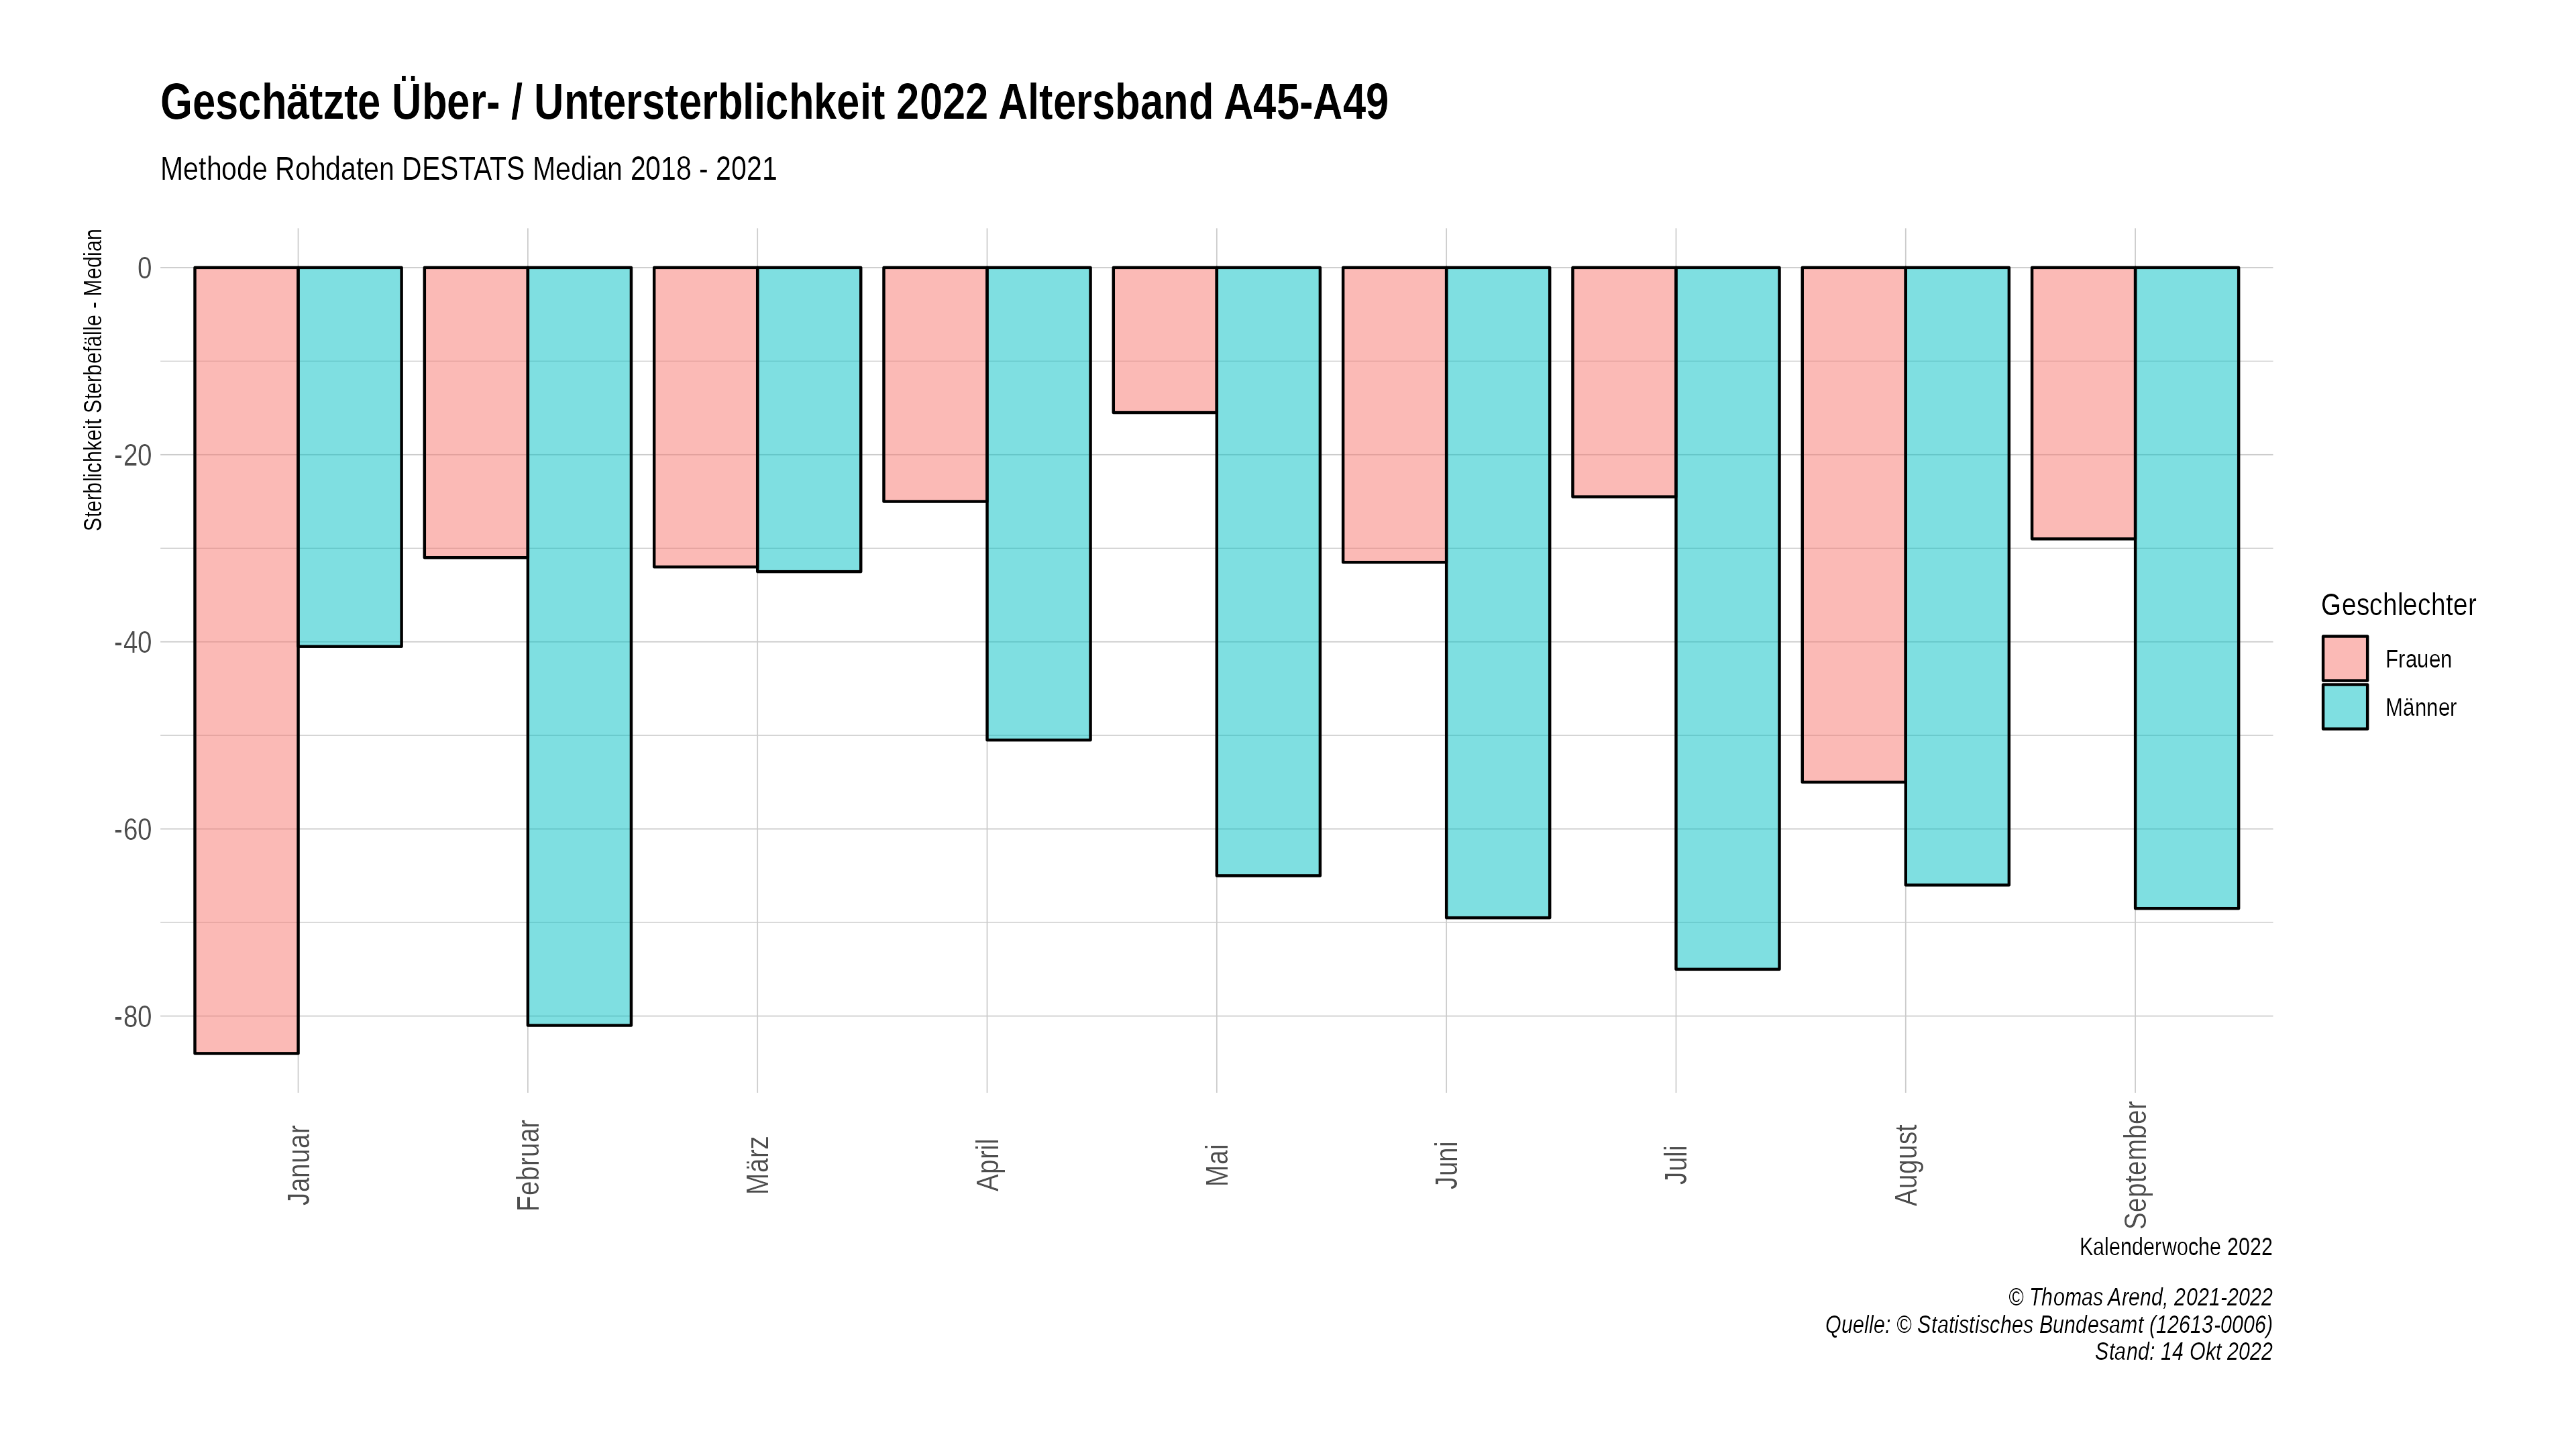 Geschätzte Über- / Untersterblichkeit 2022 Altersband A45-A49
Methode Rohdaten DESTATS Median 2018 - 2021
Sterblichkeit Sterbefälle - Median
0
-20
-40
-60
-80
Januar
Februar
März
April
Mai
Juni
Juli
August
September
Kalenderwoche 2022
Geschlechter
Frauen
Männer
© Thomas Arend, 2021-2022
Quelle: © Statistisches Bundesamt (12613-0006)
Stand: 14 Okt 2022